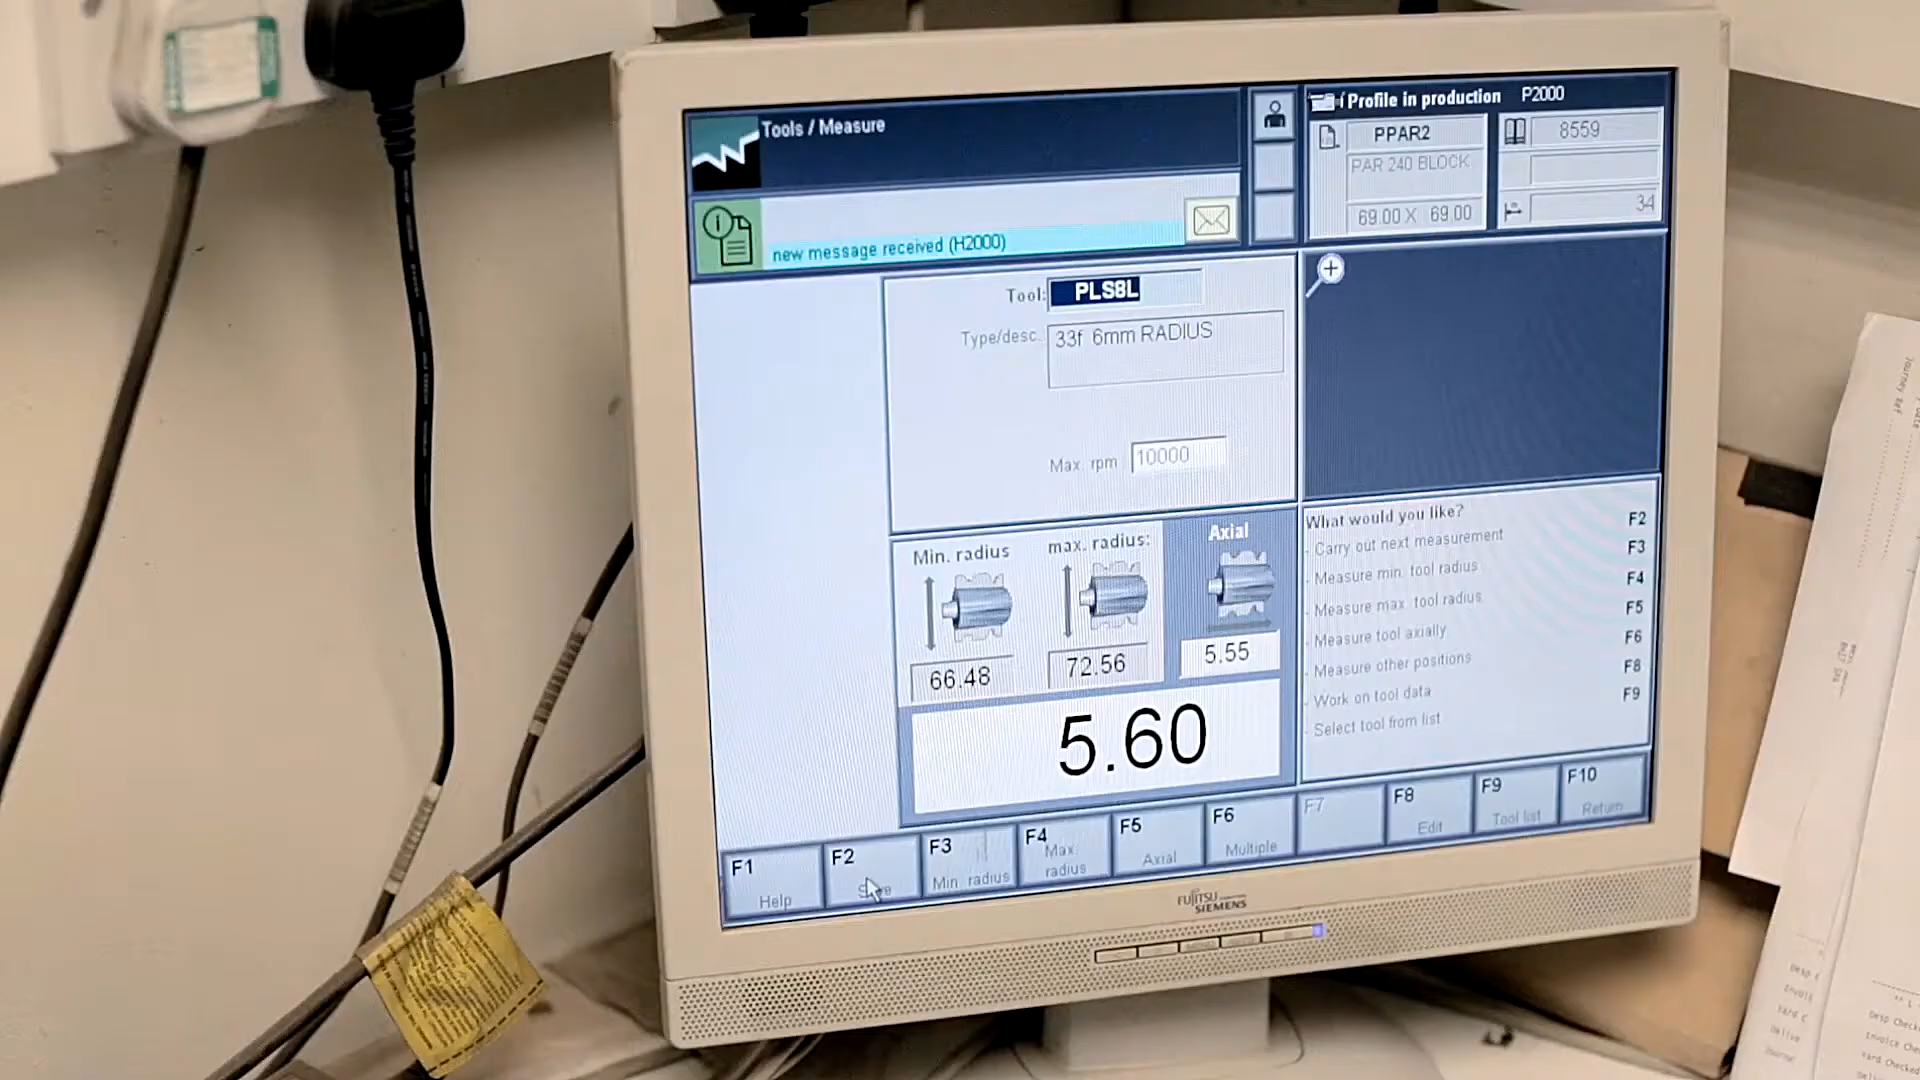 Tools / Measure
new message received (H2000)
Profile in production P2000
PPAR2
PAR 240 BLOCK
69.00 X 69.00
8559
34
Tool: PLS8L
Type/desc. 33f 6mm RADIUS
Max. rpm 10000
Min. radius
66.48
max. radius:
72.56
Axial
5.55
5.60
What would you like?
- Carry out next measurement F2
- Measure min. tool radius F3
- Measure max. tool radius F4
- Measure tool axially F5
- Measure other positions F6
- Work on tool data F8
- Select tool from list F9
F1 Help
F2 Save
F3 Min. radius
F4 Max. radius
F5 Axial
F6 Multiple
F7
F8 Edit
F9 Tool list
F10 Return
FUJITSU
SIEMENS